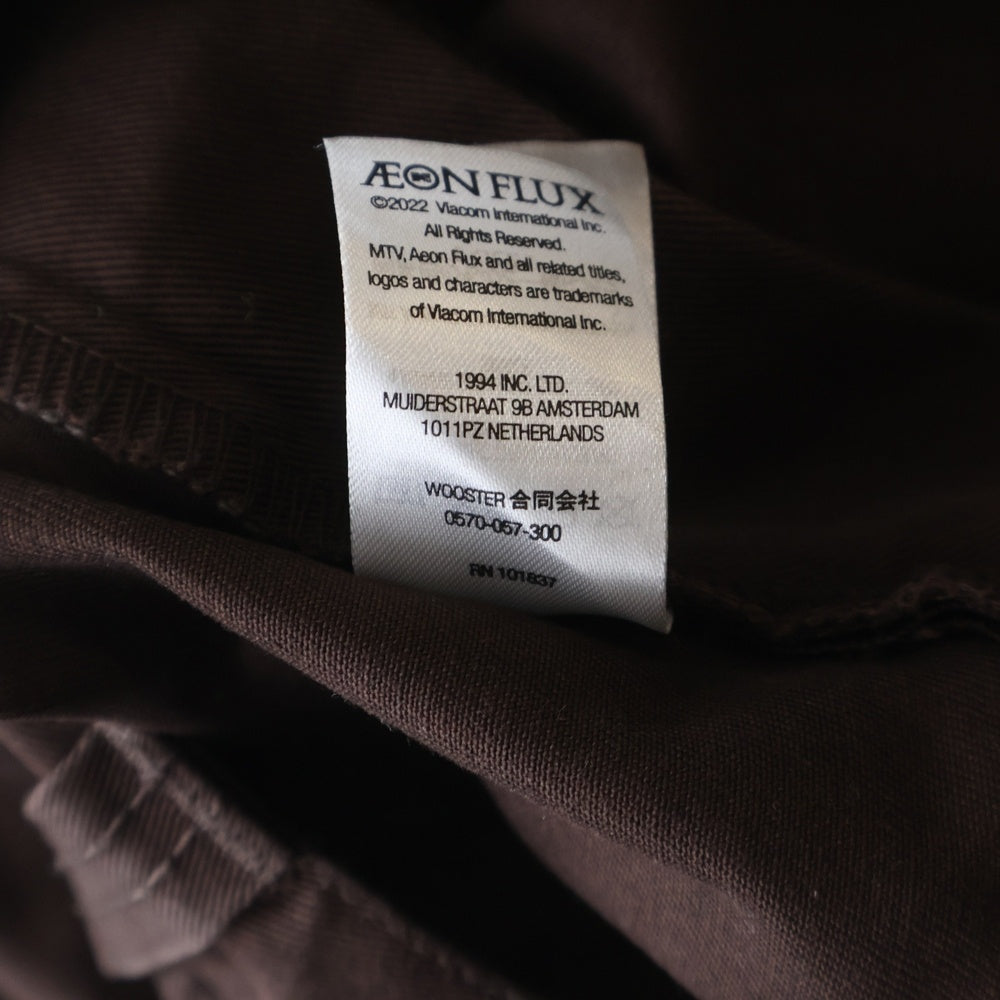 ÆON FLUX
©2022 Viacom International Inc.
All Rights Reserved.
MTV, Aeon Flux and all related titles,
logos and characters are trademarks
of Viacom International Inc.
1994 INC. LTD.
MUIDERSTRAAT 9B AMSTERDAM
1011PZ NETHERLANDS
WOOSTER 合同会社
0570-057-300
RN 101837